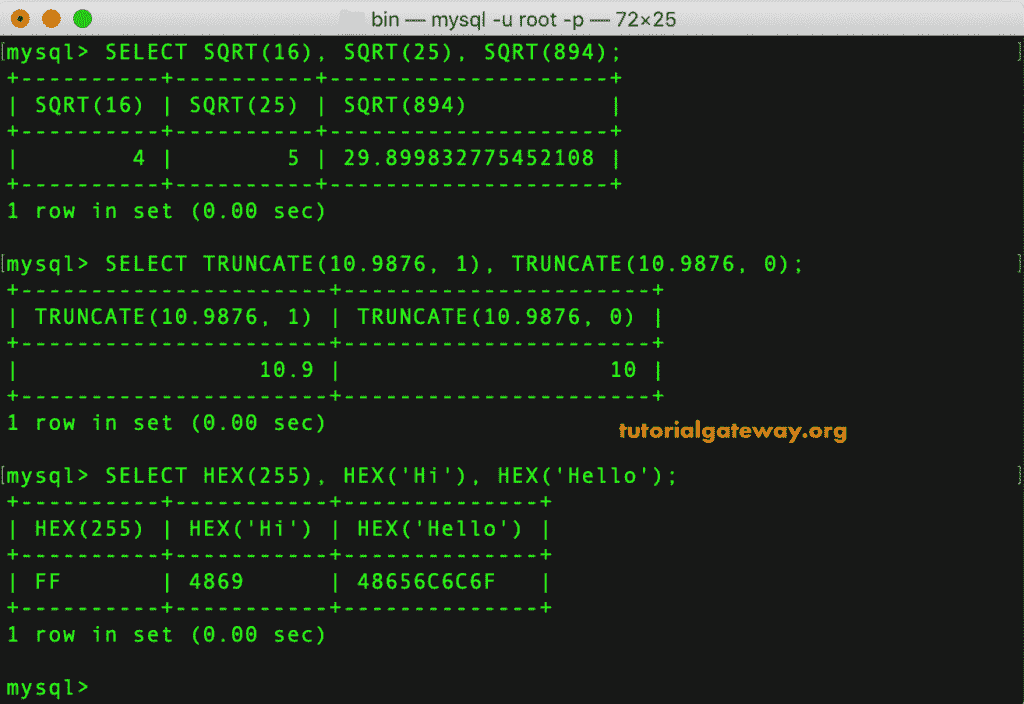 bin — mysql -u root -p — 72×25
mysql> SELECT SQRT(16), SQRT(25), SQRT(894);
+----------+----------+--------------------+
| SQRT(16) | SQRT(25) | SQRT(894)          |
+----------+----------+--------------------+
|        4 |        5 | 29.899832775452108 |
+----------+----------+--------------------+
1 row in set (0.00 sec)
mysql> SELECT TRUNCATE(10.9876, 1), TRUNCATE(10.9876, 0);
+----------------------+----------------------+
| TRUNCATE(10.9876, 1) | TRUNCATE(10.9876, 0) |
+----------------------+----------------------+
|                 10.9 |                   10 |
+----------------------+----------------------+
1 row in set (0.00 sec)
tutorialgateway.org
mysql> SELECT HEX(255), HEX('Hi'), HEX('Hello');
+----------+-----------+--------------+
| HEX(255) | HEX('Hi') | HEX('Hello') |
+----------+-----------+--------------+
| FF       | 4869      | 48656C6C6F   |
+----------+-----------+--------------+
1 row in set (0.00 sec)
mysql>